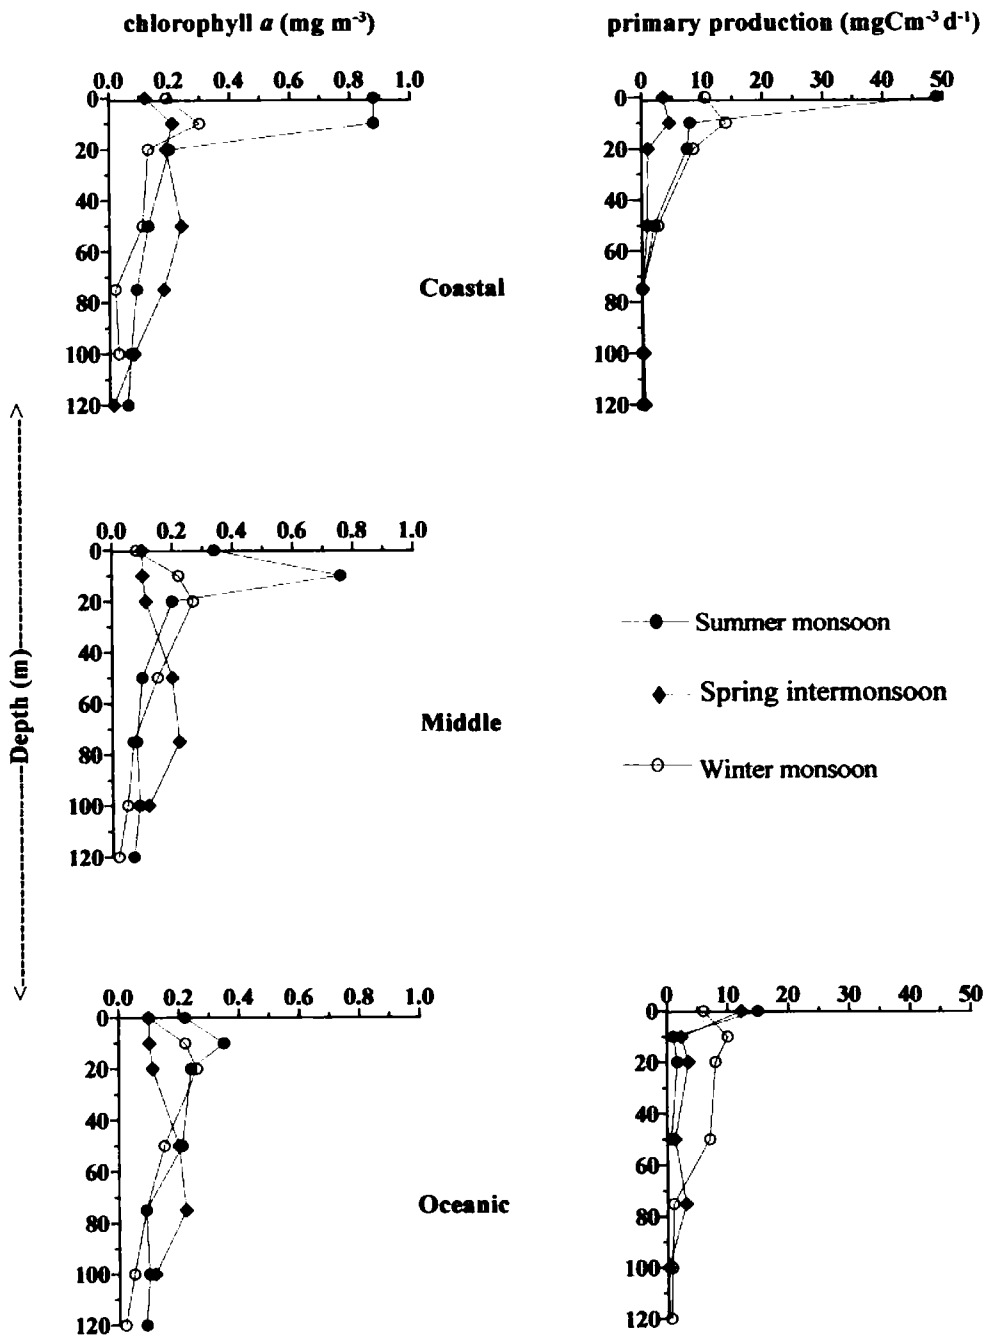 chlorophyll a (mg m-3)
primary production (mgCm-3 d-1)
0.0 0.2 0.4 0.6 0.8 1.0
0
20
40
60
80
100
120
0 10 20 30 40 50
0
20
40
60
80
100
120
Coastal
Depth (m)
0.0 0.2 0.4 0.6 0.8 1.0
0
20
40
60
80
100
120
Middle
Summer monsoon
Spring intermonsoon
Winter monsoon
0.0 0.2 0.4 0.6 0.8 1.0
0
20
40
60
80
100
120
Oceanic
0 10 20 30 40 50
0
20
40
60
80
100
120